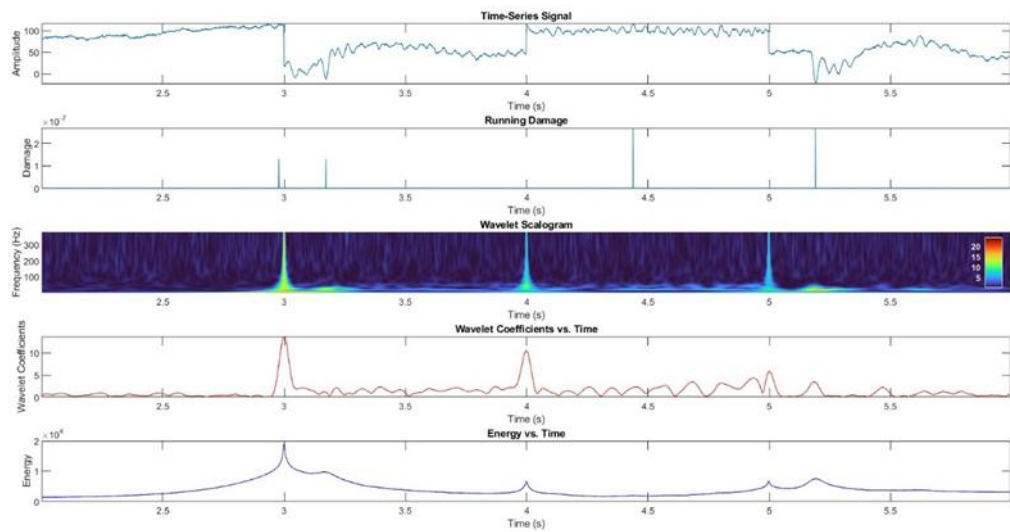 Time-Series Signal
100
50
0
Amplitude
2.5 3 3.5 4 4.5 5 5.5
Time (s)
×10⁻⁷
Running Damage
2
1
0
Damage
2.5 3 3.5 4 4.5 5 5.5
Time (s)
Wavelet Scalogram
300
200
100
Frequency (Hz)
20
15
10
5
2.5 3 3.5 4 4.5 5 5.5
Time (s)
Wavelet Coefficients vs. Time
10
5
0
Wavelet Coefficients
2.5 3 3.5 4 4.5 5 5.5
Time (s)
×10⁴
Energy vs. Time
2
1
0
Energy
2.5 3 3.5 4 4.5 5 5.5
Time (s)